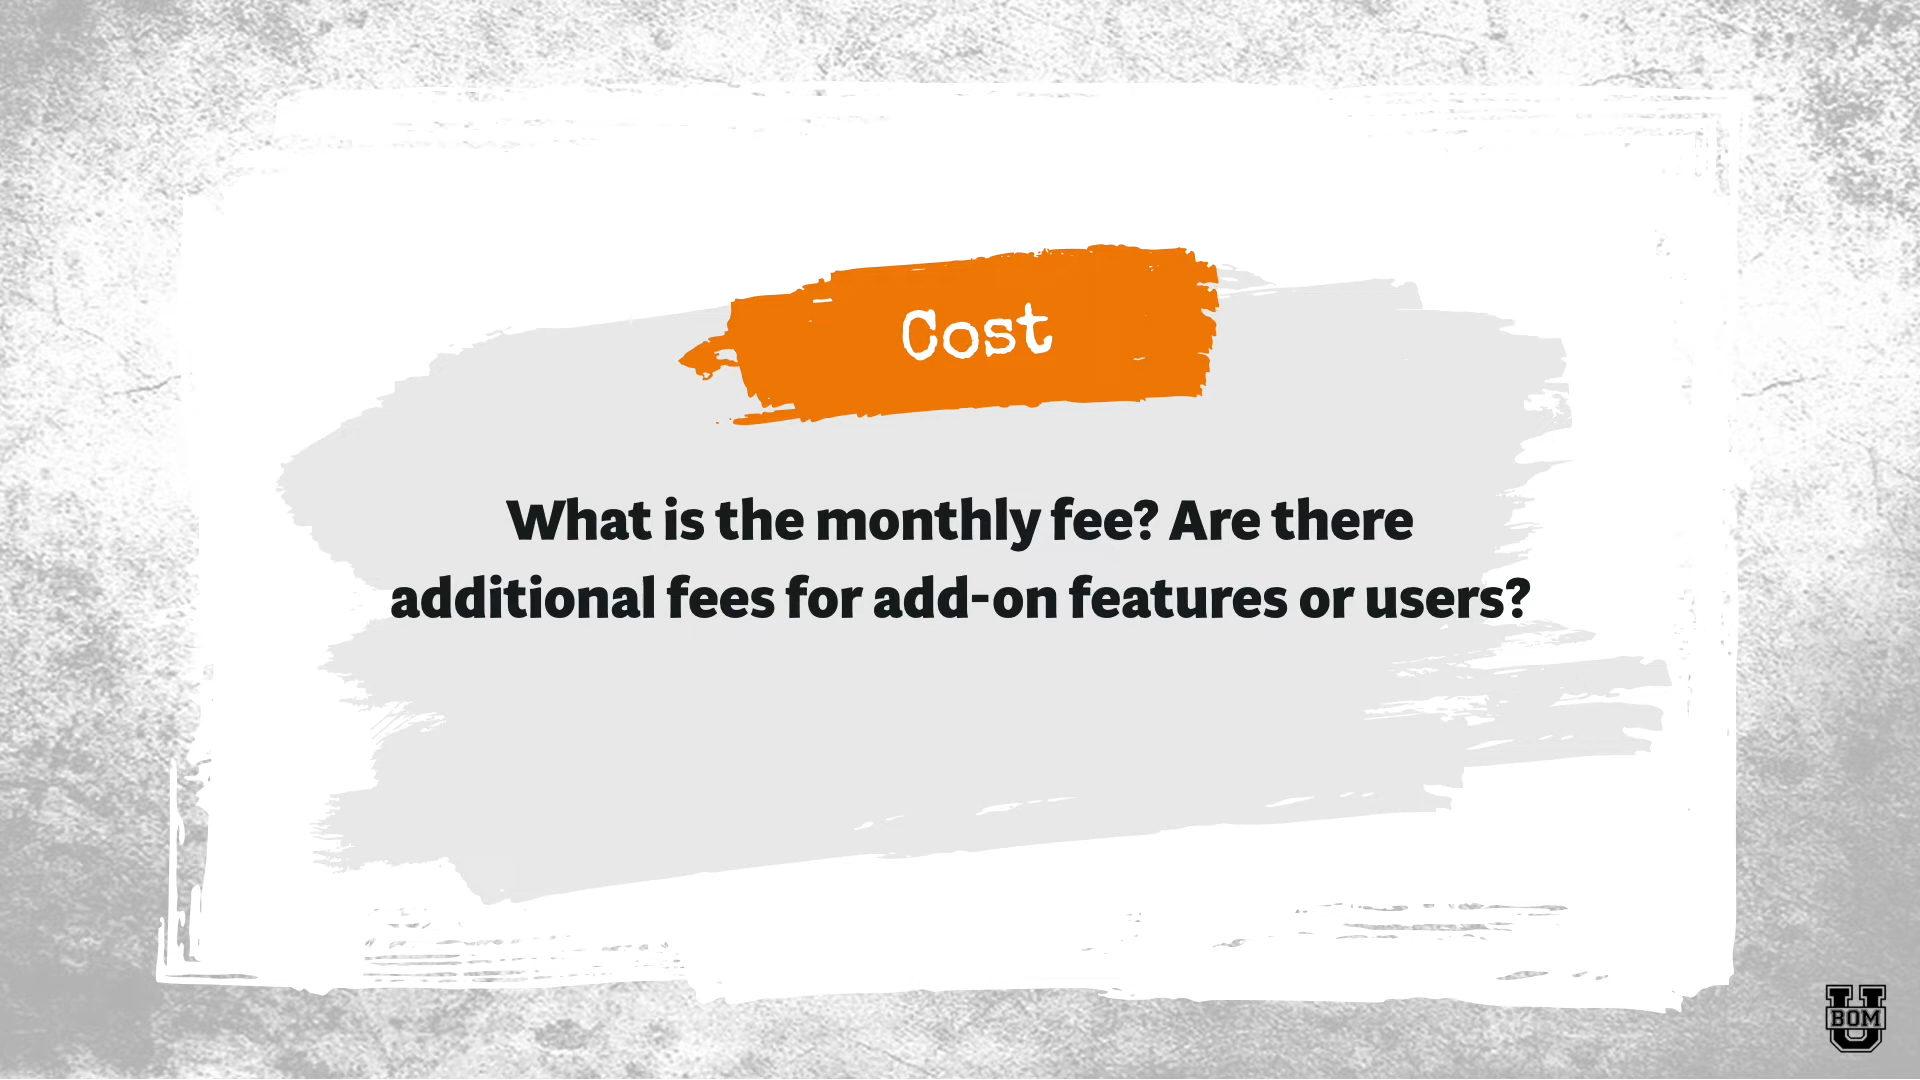 Cost
What is the monthly fee? Are there
additional fees for add-on features or users?
U
BOM